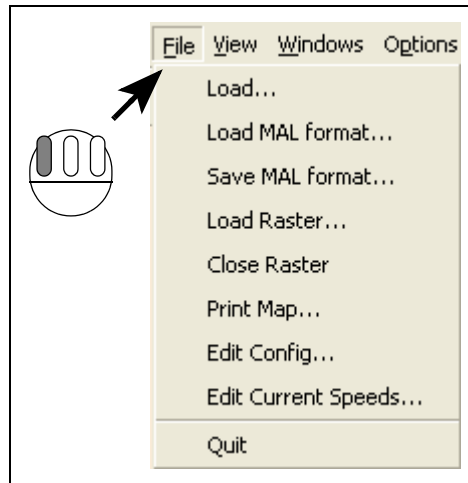 File View Windows Options
Load...
Load MAL format...
Save MAL format...
Load Raster...
Close Raster
Print Map...
Edit Config...
Edit Current Speeds...
Quit